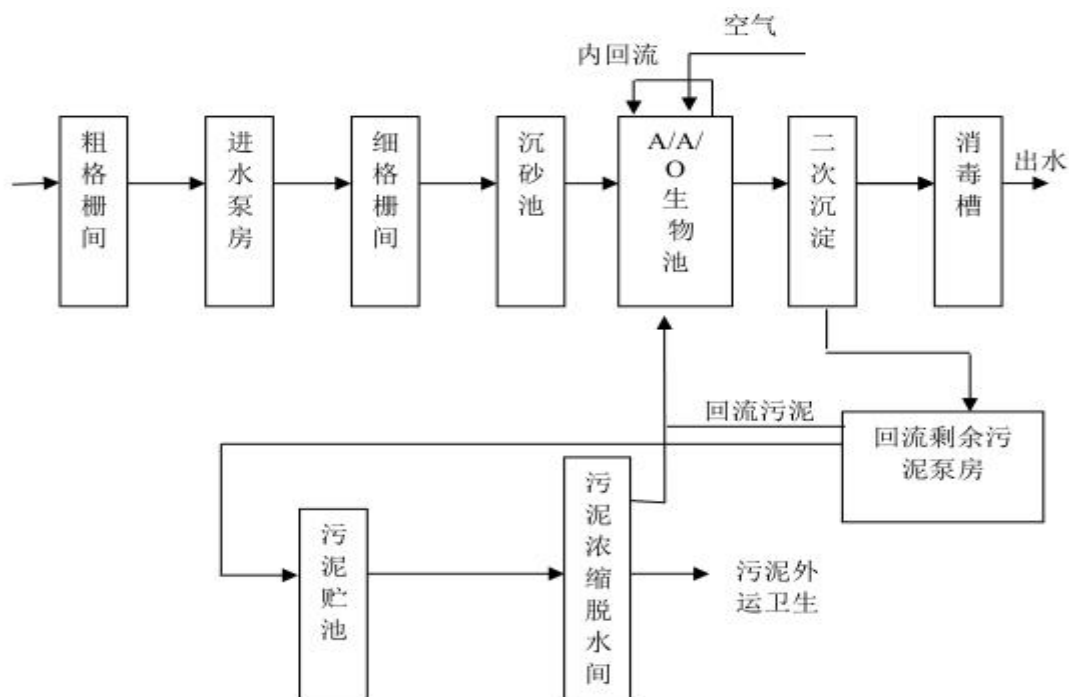 空气
内回流
粗格栅间
进水泵房
细格栅间
沉砂池
A/A/
O生
物
池
二次沉淀
消毒槽
出水
回流污泥
回流剩余污
泥泵房
污泥贮池
污泥浓缩脱水间
污泥外
运卫生